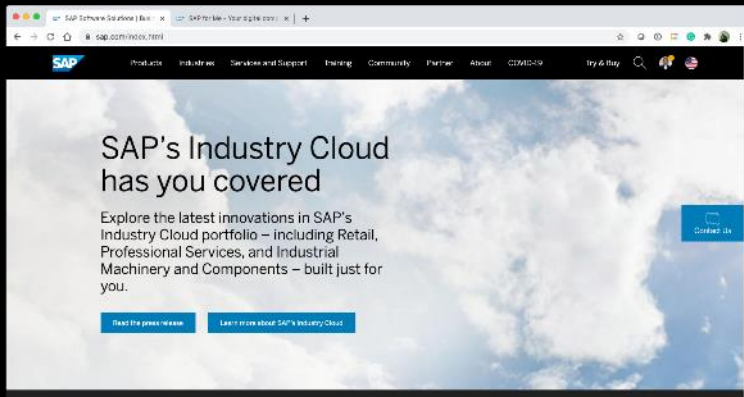 SAP Software Solutions | Busi
SAP for Me - Your digital com
sap.com/index.html
SAP
Products Industries Services and Support Training Community Partner About COVID-19 Try & Buy
SAP's Industry Cloud
has you covered
Explore the latest innovations in SAP's
Industry Cloud portfolio – including Retail,
Professional Services, and Industrial
Machinery and Components – built just for
you.
Contact Us
Read the press release
Learn more about SAP's Industry Cloud